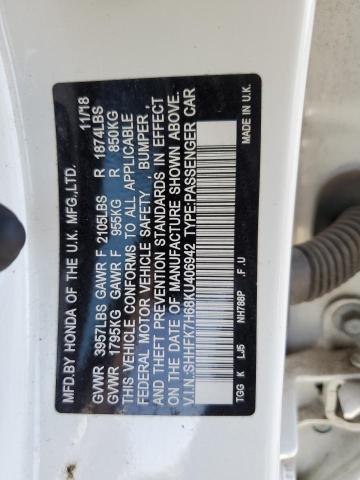 MFD.BY HONDA OF THE U.K. MFG.,LTD. 11/18
GVWR 3957LBS GAWR F 2105LBS R 1874LBS
GVWR 1795KG GAWR F 955KG R 850KG
THIS VEHICLE CONFORMS TO ALL APPLICABLE
FEDERAL MOTOR VEHICLE SAFETY , BUMPER,
AND THEFT PREVENTION STANDARDS IN EFFECT
ON THE DATE OF MANUFACTURE SHOWN ABOVE.
V.I.N.:SHHFK7H68KU406942 TYPE:PASSENGER CAR
TGG K LJ5 NH788P .F .U MADE IN U.K.